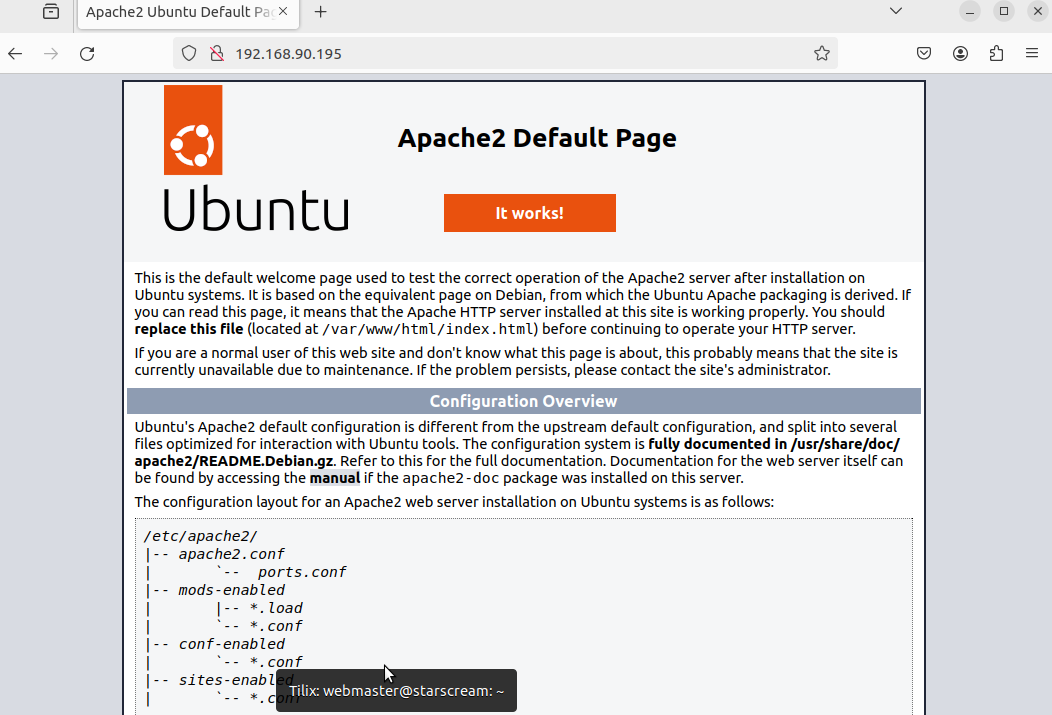 Apache2 Ubuntu Default Pag
192.168.90.195
Ubuntu
Apache2 Default Page
It works!
This is the default welcome page used to test the correct operation of the Apache2 server after installation on
Ubuntu systems. It is based on the equivalent page on Debian, from which the Ubuntu Apache packaging is derived. If
you can read this page, it means that the Apache HTTP server installed at this site is working properly. You should
replace this file (located at /var/www/html/index.html) before continuing to operate your HTTP server.
If you are a normal user of this web site and don't know what this page is about, this probably means that the site is
currently unavailable due to maintenance. If the problem persists, please contact the site's administrator.
Configuration Overview
Ubuntu's Apache2 default configuration is different from the upstream default configuration, and split into several
files optimized for interaction with Ubuntu tools. The configuration system is fully documented in /usr/share/doc/
apache2/README.Debian.gz. Refer to this for the full documentation. Documentation for the web server itself can
be found by accessing the manual if the apache2-doc package was installed on this server.
The configuration layout for an Apache2 web server installation on Ubuntu systems is as follows:
/etc/apache2/
|-- apache2.conf
|       `--  ports.conf
|-- mods-enabled
|       |-- *.load
|       `-- *.conf
|-- conf-enabled
|       `-- *.conf
|-- sites-enabled
|       `-- *.conf
Tilix: webmaster@starscream: ~